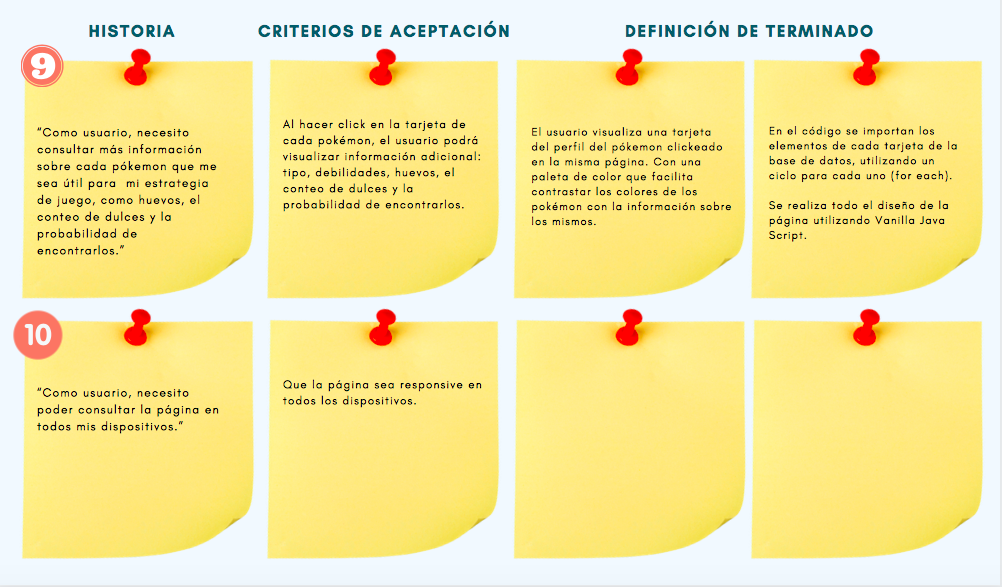 HISTORIA
CRITERIOS DE ACEPTACIÓN
DEFINICIÓN DE TERMINADO
9
"Como usuario, necesito
consultar más información
sobre cada pókemon que me
sea útil para mi estrategia
de juego, como huevos, el
conteo de dulces y la
probabilidad de
encontrarlos."
Al hacer click en la tarjeta de
cada pokémon, el usuario podrá
visualizar información adicional:
tipo, debilidades, huevos, el
conteo de dulces y la
probabilidad de encontrarlos.
El usuario visualiza una tarjeta
del perfil del pókemon clickeado
en la misma página. Con una
paleta de color que facilita
contrastar los colores de los
pokémon con la información sobre
los mismos.
En el código se importan los
elementos de cada tarjeta de la
base de datos, utilizando un
ciclo para cada uno (for each).
Se realiza todo el diseño de la
página utilizando Vanilla Java
Script.
10
"Como usuario, necesito
poder consultar la página en
todos mis dispositivos."
Que la página sea responsive en
todos los dispositivos.